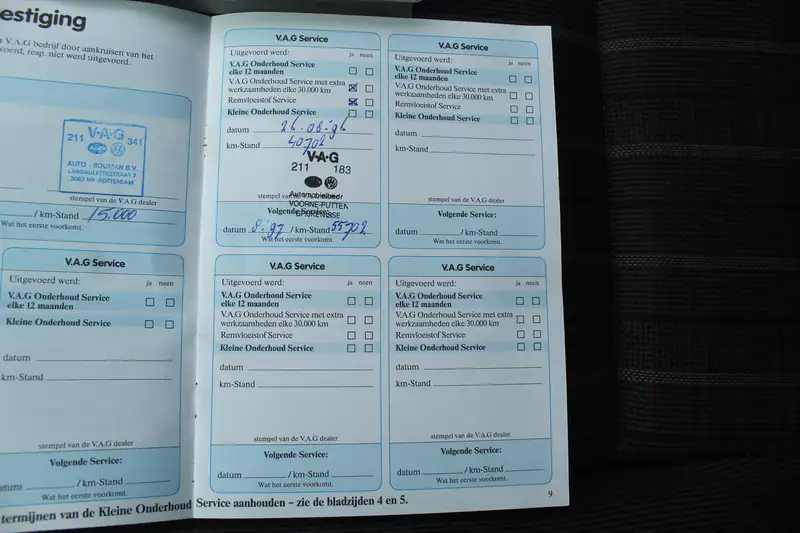 estiging
V.A.G bedrijf door aankruisen van het
voerd, resp. niet werd uitgevoerd.
V·A·G
211 341
AUTO - BOUMAN B.V.
3063 NB ROTTERDAM
stempel van de V.A.G dealer
/ km-Stand 15.000
Wat het eerste voorkomt.
V.A.G Service
Uitgevoerd werd: ja neen
V.A.G Onderhoud Service
elke 12 maanden
Kleine Onderhoud Service
datum
km-Stand
stempel van de V.A.G dealer
Volgende Service:
atum / km-Stand
Wat het eerste voorkomt.
V.A.G Service
Uitgevoerd werd: ja neen
V.A.G Onderhoud Service
elke 12 maanden
V.A.G Onderhoud Service met extra
werkzaamheden elke 30.000 km
Remvloeistof Service
Kleine Onderhoud Service
datum 26.08.96
km-Stand 40702
V·A·G
211 183
stempel van de V.A.G dealer
Automobielbedr
VOORNE-PUTTEN
Volgende Service:
datum 8.'97 / km-Stand 55702
Wat het eerste voorkomt.
V.A.G Service
Uitgevoerd werd: ja neen
V.A.G Onderhoud Service
elke 12 maanden
V.A.G Onderhoud Service met extra
werkzaamheden elke 30.000 km
Remvloeistof Service
Kleine Onderhoud Service
datum
km-Stand
stempel van de V.A.G dealer
Volgende Service:
datum / km-Stand
Wat het eerste voorkomt.
V.A.G Service
Uitgevoerd werd: ja neen
V.A.G Onderhoud Service
elke 12 maanden
V.A.G Onderhoud Service met extra
werkzaamheden elke 30.000 km
Remvloeistof Service
Kleine Onderhoud Service
datum
km-Stand
stempel van de V.A.G dealer
Volgende Service:
datum / km-Stand
Wat het eerste voorkomt.
V.A.G Service
Uitgevoerd werd: ja neen
V.A.G Onderhoud Service
elke 12 maanden
V.A.G Onderhoud Service met extra
werkzaamheden elke 30.000 km
Remvloeistof Service
Kleine Onderhoud Service
datum
km-Stand
stempel van de V.A.G dealer
Volgende Service:
datum / km-Stand
Wat het eerste voorkomt.
9
termijnen van de Kleine Onderhoud Service aanhouden – zie de bladzijden 4 en 5.